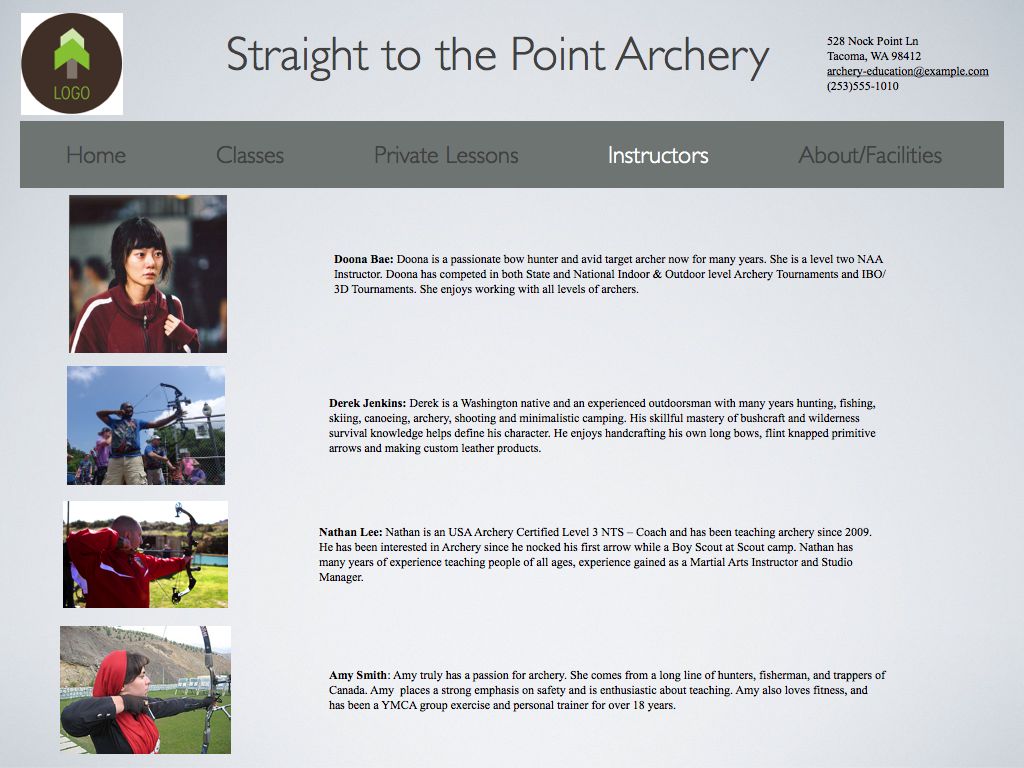 LOGO
Straight to the Point Archery
528 Nock Point Ln
Tacoma, WA 98412
archery-education@example.com
(253)555-1010
Home Classes Private Lessons Instructors About/Facilities
Doona Bae: Doona is a passionate bow hunter and avid target archer now for many years. She is a level two NAA
Instructor. Doona has competed in both State and National Indoor & Outdoor level Archery Tournaments and IBO/
3D Tournaments. She enjoys working with all levels of archers.
Derek Jenkins: Derek is a Washington native and an experienced outdoorsman with many years hunting, fishing,
skiing, canoeing, archery, shooting and minimalistic camping. His skillful mastery of bushcraft and wilderness
survival knowledge helps define his character. He enjoys handcrafting his own long bows, flint knapped primitive
arrows and making custom leather products.
Nathan Lee: Nathan is an USA Archery Certified Level 3 NTS – Coach and has been teaching archery since 2009.
He has been interested in Archery since he nocked his first arrow while a Boy Scout at Scout camp. Nathan has
many years of experience teaching people of all ages, experience gained as a Martial Arts Instructor and Studio
Manager.
Amy Smith: Amy truly has a passion for archery. She comes from a long line of hunters, fisherman, and trappers of
Canada. Amy  places a strong emphasis on safety and is enthusiastic about teaching. Amy also loves fitness, and
has been a YMCA group exercise and personal trainer for over 18 years.